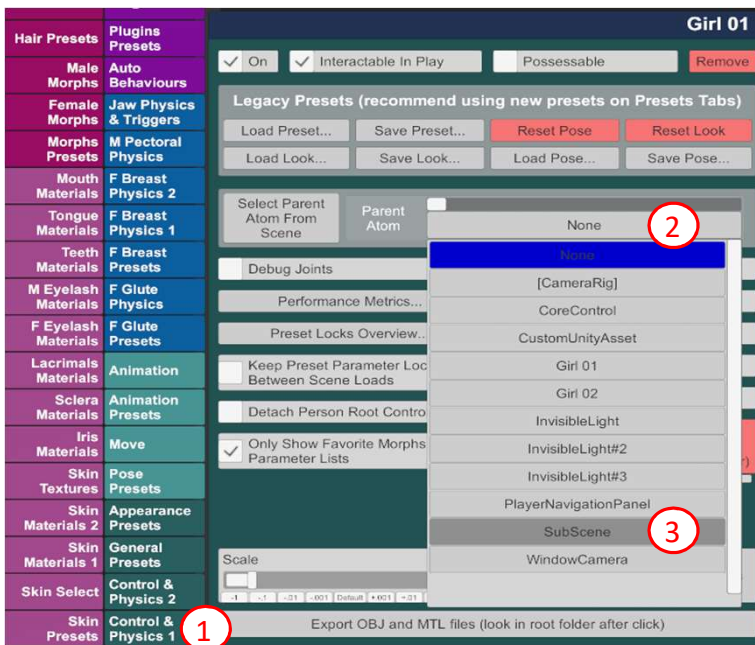 Girl 01
Hair Presets
Plugins
Presets
Male
Morphs
Auto
Behaviours
Female
Morphs
Jaw Physics
& Triggers
Morphs
Presets
M Pectoral
Physics
Mouth
Materials
F Breast
Physics 2
Tongue
Materials
F Breast
Physics 1
Teeth
Materials
F Breast
Presets
M Eyelash
Materials
F Glute
Physics
F Eyelash
Materials
F Glute
Presets
Lacrimals
Materials
Animation
Sclera
Materials
Animation
Presets
Iris
Materials
Move
Skin
Textures
Pose
Presets
Skin
Materials 2
Appearance
Presets
Skin
Materials 1
General
Presets
Skin Select
Control &
Physics 2
Skin
Presets
Control &
Physics 1
1
On
Interactable In Play
Possessable
Remove
Legacy Presets (recommend using new presets on Presets Tabs)
Load Preset...
Save Preset...
Reset Pose
Reset Look
Load Look...
Save Look...
Load Pose...
Save Pose...
Select Parent
Atom From
Scene
Parent
Atom
None
2
None
[CameraRig]
CoreControl
CustomUnityAsset
Girl 01
Girl 02
InvisibleLight
InvisibleLight#2
InvisibleLight#3
PlayerNavigationPanel
SubScene
3
WindowCamera
Debug Joints
Performance Metrics...
Preset Locks Overview..
Keep Preset Parameter Loc
Between Scene Loads
Detach Person Root Contro
Only Show Favorite Morphs
Parameter Lists
r)
Scale
-1 -.1 -.01 -.001 Default +.001 +.01
Export OBJ and MTL files (look in root folder after click)